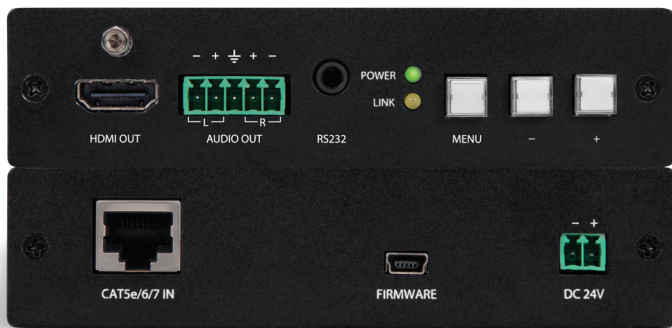 − + ⏚ + −
POWER
LINK
L
R
HDMI OUT
AUDIO OUT
RS232
MENU
−
+
− +
CAT5e/6/7 IN
FIRMWARE
DC 24V